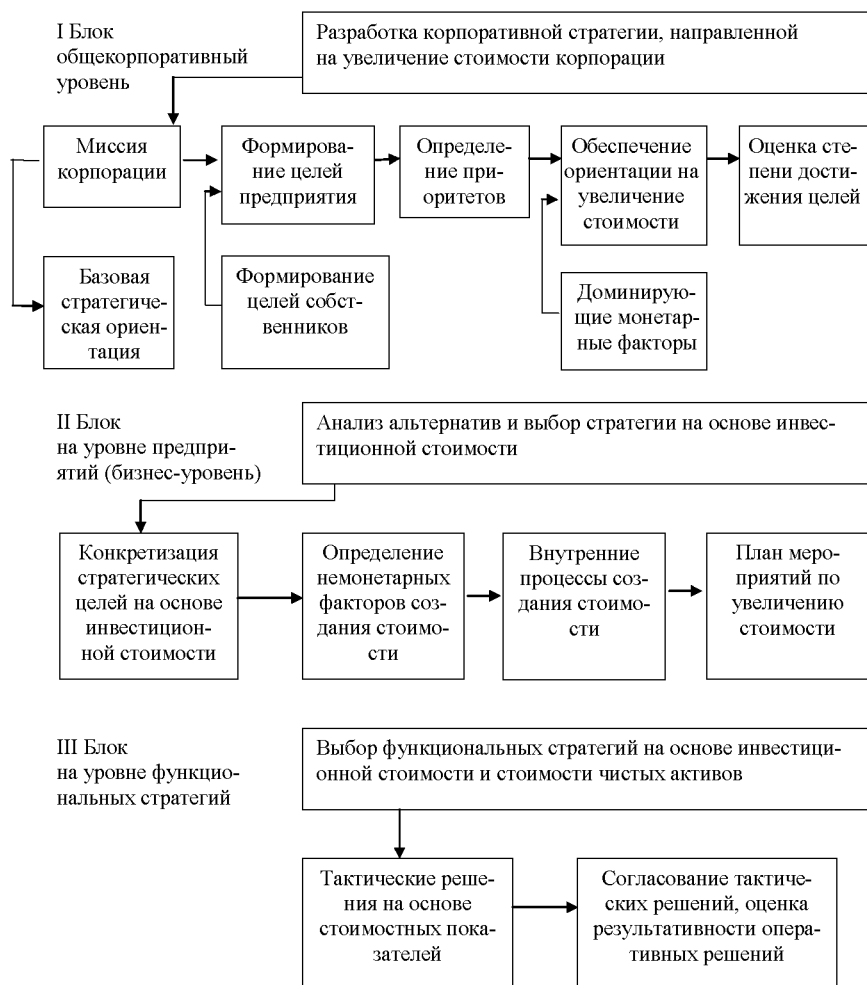 I Блок
общекорпоративный
уровень
Разработка корпоративной стратегии, направленной
на увеличение стоимости корпорации
Миссия
корпорации
Формирова-
ние целей
предприятия
Определе-
ние при-
оритетов
Обеспечение
ориентации на
увеличение
стоимости
Оценка сте-
пени дости-
жения целей
Базовая
стратегиче-
ская ориен-
тация
Формирование
целей собст-
венников
Доминирую-
щие монетар-
ные факторы
II Блок
на уровне предпри-
ятий (бизнес-уровень)
Анализ альтернатив и выбор стратегии на основе инвес-
тиционной стоимости
Конкретизация
стратегических
целей на основе
инвестицион-
ной стоимости
Определение
немонетарных
факторов соз-
дания стоимо-
сти
Внутренние
процессы соз-
дания стоимо-
сти
План меро-
приятий по
увеличению
стоимости
III Блок
на уровне функцио-
нальных стратегий
Выбор функциональных стратегий на основе инвестици-
онной стоимости и стоимости чистых активов
Тактические реше-
ния на основе
стоимостных пока-
зателей
Согласование тактиче-
ских решений, оценка
результативности опера-
тивных решений